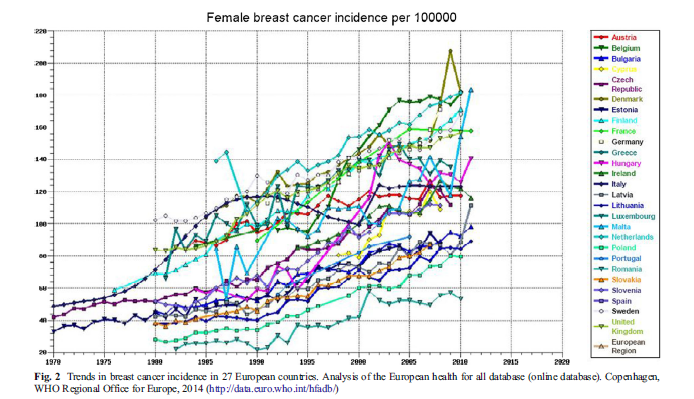 Female breast cancer incidence per 100000
220
200
180
160
140
120
100
80
60
40
20
1970
1975
1980
1985
1990
1995
2000
2005
2010
2015
2020
Austria
Belgium
Bulgaria
Cyprus
Czech
Republic
Denmark
Estonia
Finland
France
Germany
Greece
Hungary
Ireland
Italy
Latvia
Lithuania
Luxembourg
Malta
Netherlands
Poland
Portugal
Romania
Slovakia
Slovenia
Spain
Sweden
United
Kingdom
European
Region
Fig. 2 Trends in breast cancer incidence in 27 European countries. Analysis of the European health for all database (online database). Copenhagen,
WHO Regional Office for Europe, 2014 (http://data.euro.who.int/hfadb/)